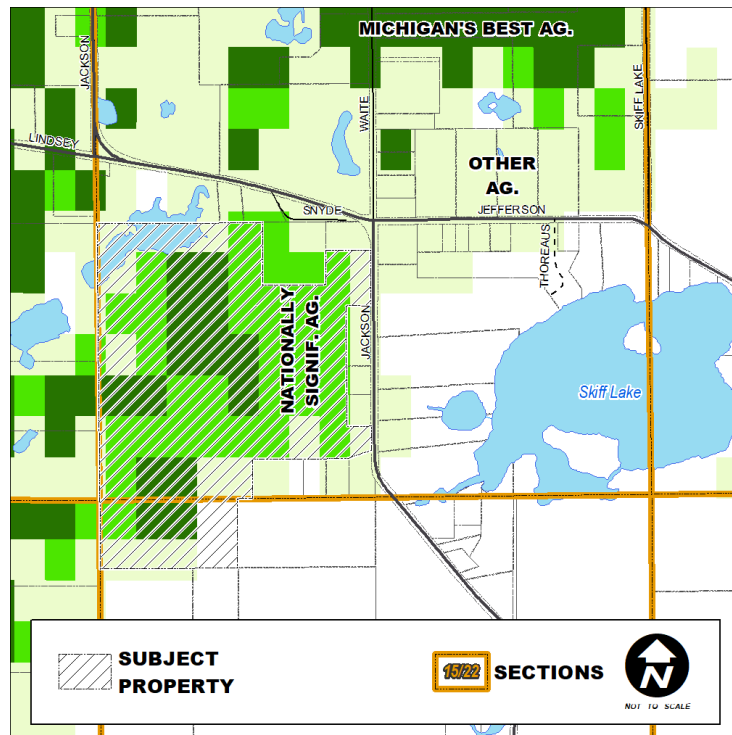 MICHIGAN'S BEST AG.
JACKSON
SKIFF LAKE
WAITE
LINDSEY
OTHER
AG.
SNYDE
JEFFERSON
THOREAUS
NATIONALLY
SIGNIF. AG.
JACKSON
Skiff Lake
SUBJECT
PROPERTY
15/22
SECTIONS
N
NOT TO SCALE